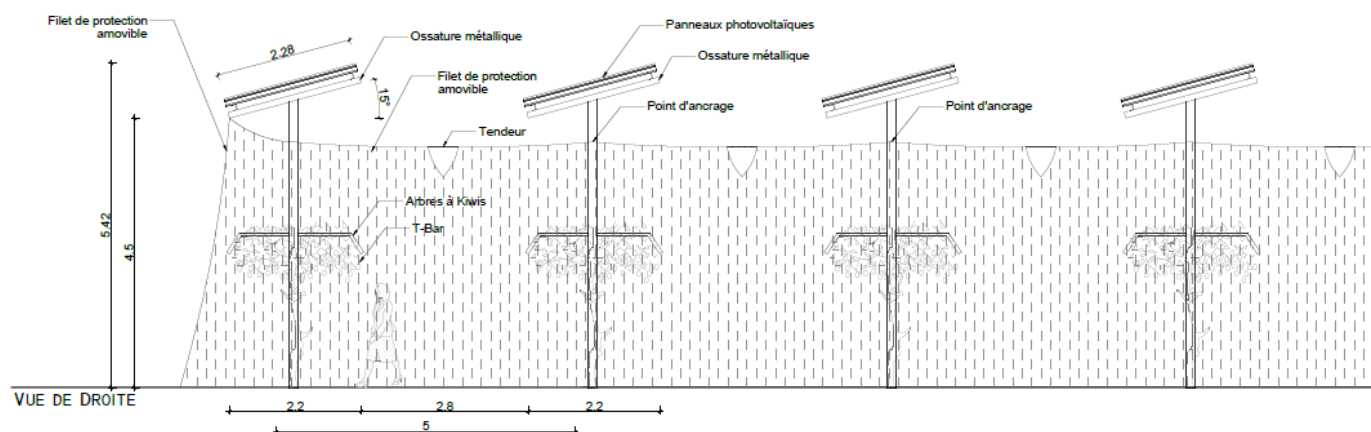 Filet de protection
amovible
2.28
Ossature métallique
Panneaux photovoltaïques
Ossature métallique
Filet de protection
amovible
15°
Point d'ancrage
Point d'ancrage
Tendeur
Arbres à Kiwis
T-Bar
5.42
4.5
VUE DE DROITE
2.2
2.8
2.2
5